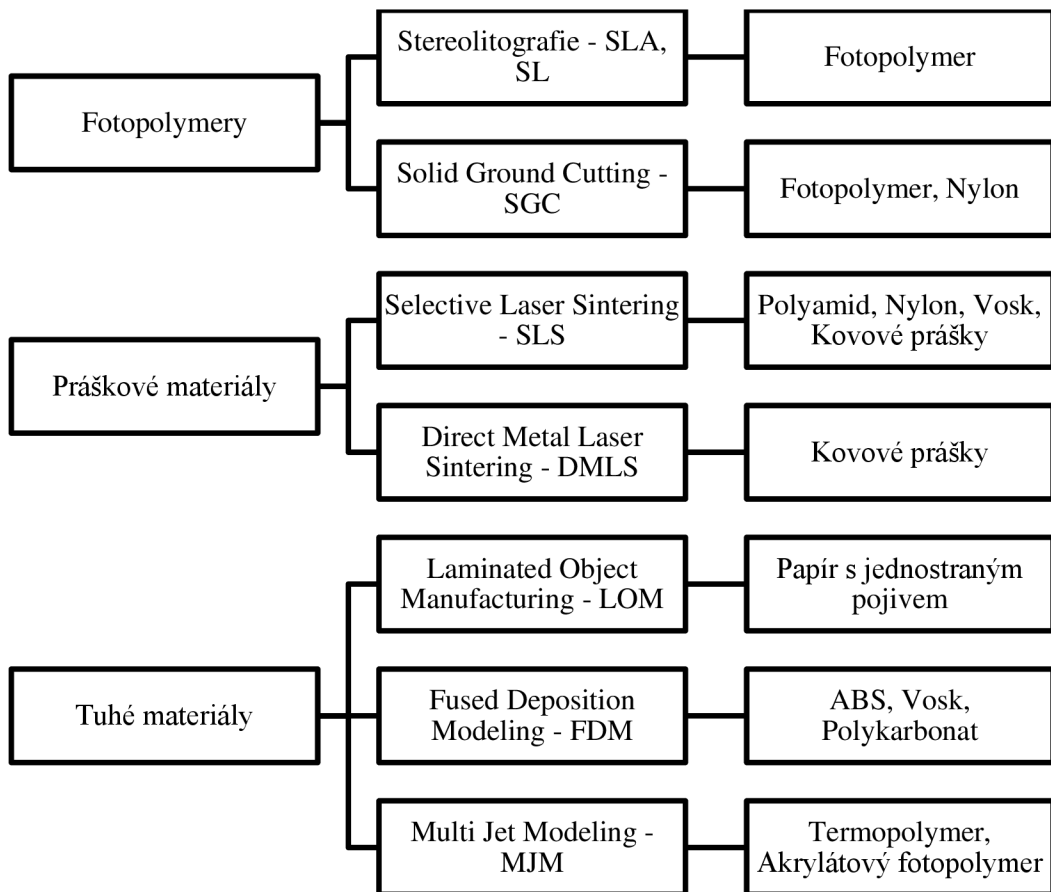 Stereolitografie - SLA,
SL
Fotopolymer
Fotopolymery
Solid Ground Cutting -
SGC
Fotopolymer, Nylon
Selective Laser Sintering
- SLS
Polyamid, Nylon, Vosk,
Kovové prášky
Práškové materiály
Direct Metal Laser
Sintering - DMLS
Kovové prášky
Laminated Object
Manufacturing - LOM
Papír s jednostraným
pojivem
Tuhé materiály
Fused Deposition
Modeling - FDM
ABS, Vosk,
Polykarbonat
Multi Jet Modeling -
MJM
Termopolymer,
Akrylátový fotopolymer